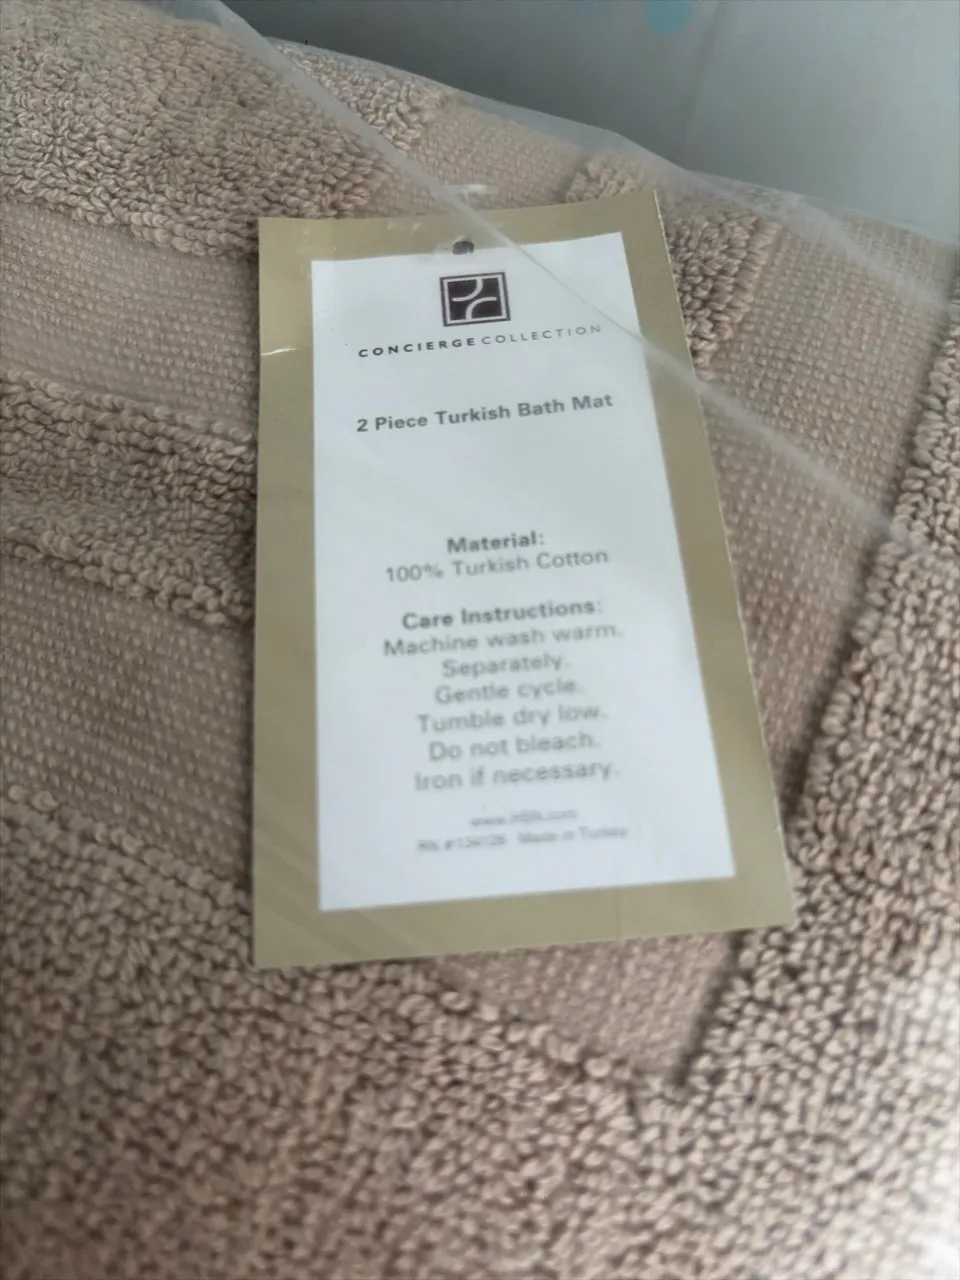 CONCIERGE COLLECTION
2 Piece Turkish Bath Mat
Material:
100% Turkish Cotton
Care Instructions:
Machine wash warm.
Separately.
Gentle cycle.
Tumble dry low.
Do not bleach.
Iron if necessary.
Made in Turkey